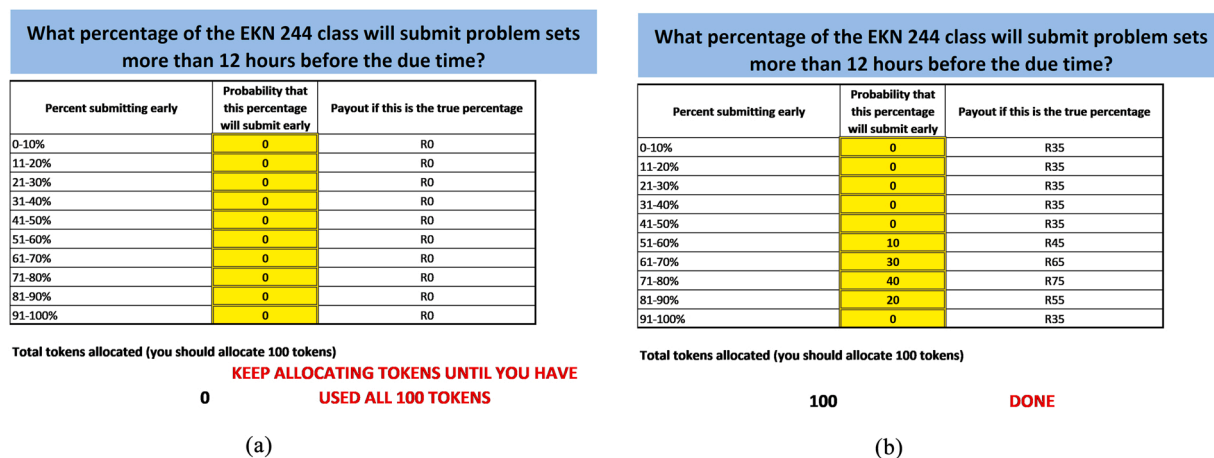 What percentage of the EKN 244 class will submit problem sets
more than 12 hours before the due time?
Percent submitting early
Probability that
this percentage
will submit early
Payout if this is the true percentage
0-10% 0 R0
11-20% 0 R0
21-30% 0 R0
31-40% 0 R0
41-50% 0 R0
51-60% 0 R0
61-70% 0 R0
71-80% 0 R0
81-90% 0 R0
91-100% 0 R0
Total tokens allocated (you should allocate 100 tokens)
KEEP ALLOCATING TOKENS UNTIL YOU HAVE
0 USED ALL 100 TOKENS
(a)
What percentage of the EKN 244 class will submit problem sets
more than 12 hours before the due time?
Percent submitting early
Probability that
this percentage
will submit early
Payout if this is the true percentage
0-10% 0 R35
11-20% 0 R35
21-30% 0 R35
31-40% 0 R35
41-50% 0 R35
51-60% 10 R45
61-70% 30 R65
71-80% 40 R75
81-90% 20 R55
91-100% 0 R35
Total tokens allocated (you should allocate 100 tokens)
100 DONE
(b)